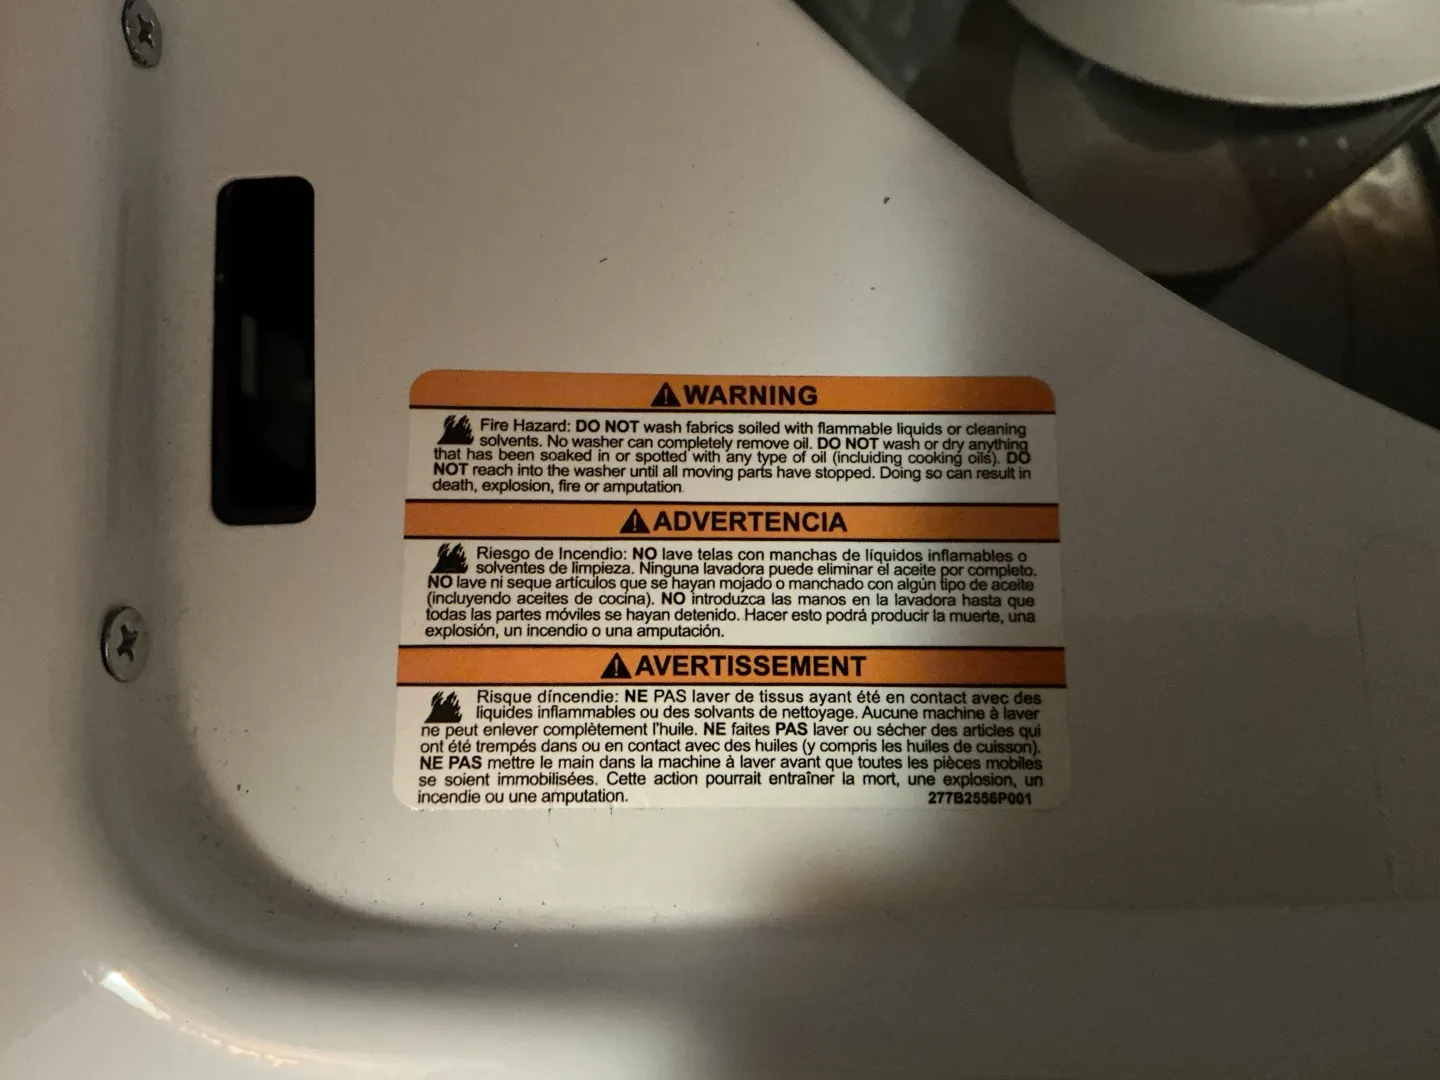 ⚠WARNING
Fire Hazard: DO NOT wash fabrics soiled with flammable liquids or cleaning
solvents. No washer can completely remove oil. DO NOT wash or dry anything
that has been soaked in or spotted with any type of oil (including cooking oils). DO
NOT reach into the washer until all moving parts have stopped. Doing so can result in
death, explosion, fire or amputation.
⚠ADVERTENCIA
Riesgo de Incendio: NO lave telas con manchas de líquidos inflamables o
solventes de limpieza. Ninguna lavadora puede eliminar el aceite por completo.
NO lave ni seque artículos que se hayan mojado o manchado con algún tipo de aceite
(incluyendo aceites de cocina). NO introduzca las manos en la lavadora hasta que
todas las partes móviles se hayan detenido. Hacer esto podrá producir la muerte, una
explosión, un incendio o una amputación.
⚠AVERTISSEMENT
Risque díncendie: NE PAS laver de tissus ayant été en contact avec des
liquides inflammables ou des solvants de nettoyage. Aucune machine à laver
ne peut enlever complètement l'huile. NE faites PAS laver ou sécher des articles qui
ont été trempés dans ou en contact avec des huiles (y compris les huiles de cuisson).
NE PAS mettre le main dans la machine à laver avant que toutes les pièces mobiles
se soient immobilisées. Cette action pourrait entraîner la mort, une explosion, un
incendie ou une amputation. 277B2556P001